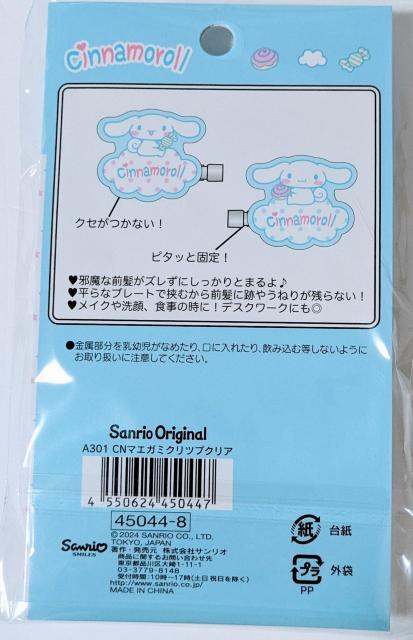 cinnamoroll
cinnamoroll
cinnamoroll
クセがつかない！
ピタッと固定！
♥邪魔な前髪がズレずにしっかりとまるよ♪
♥平らなプレートで挟むから前髪に跡やうねりが残らない！
♥メイクや洗顔、食事の時に！デスクワークにも◎
●金属部分を乳幼児がなめたり、口に入れたり、飲み込む等しないように
お取り扱いに注意してください。
Sanrio Original
A301 CNマエガミクリップクリア
4 550624 450447
45044-8
© 2024 SANRIO CO., LTD.
TOKYO, JAPAN
著作・発売元 株式会社サンリオ
商品に関するお問い合わせ先
東京都品川区大崎1-11-1
03-3779-8148
受付時間:10時〜17時(土日祝日を除く)
http://www.sanrio.co.jp/
MADE IN CHINA
Sanrio
SMILES
紙 台紙
プラ 外袋
PP